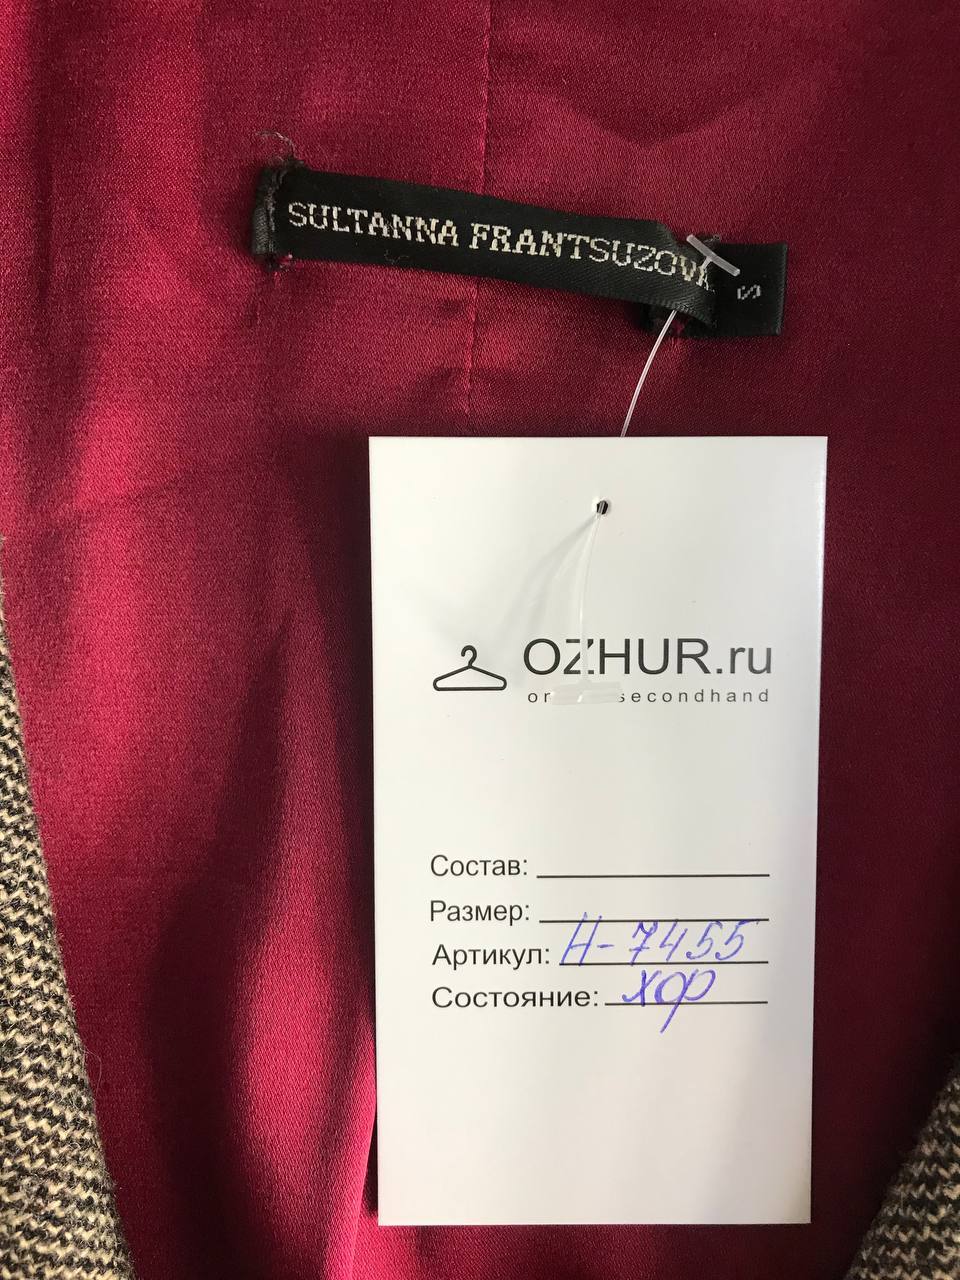 SULTANNA FRANTSUZOVA
S
OZHUR.ru
secondhand
Состав:
Размер:
Артикул: Н-7455
Состояние: хор